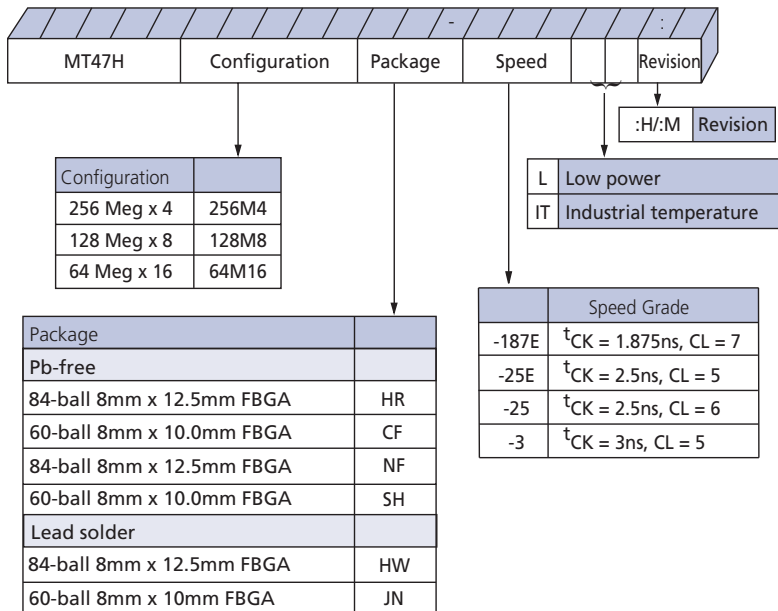 - :
MT47H Configuration Package Speed Revision
:H/:M Revision
L Low power
IT Industrial temperature
Configuration
256 Meg x 4 256M4
128 Meg x 8 128M8
64 Meg x 16 64M16
Speed Grade
-187E tCK = 1.875ns, CL = 7
-25E tCK = 2.5ns, CL = 5
-25 tCK = 2.5ns, CL = 6
-3 tCK = 3ns, CL = 5
Package
Pb-free
84-ball 8mm x 12.5mm FBGA HR
60-ball 8mm x 10.0mm FBGA CF
84-ball 8mm x 12.5mm FBGA NF
60-ball 8mm x 10.0mm FBGA SH
Lead solder
84-ball 8mm x 12.5mm FBGA HW
60-ball 8mm x 10mm FBGA JN